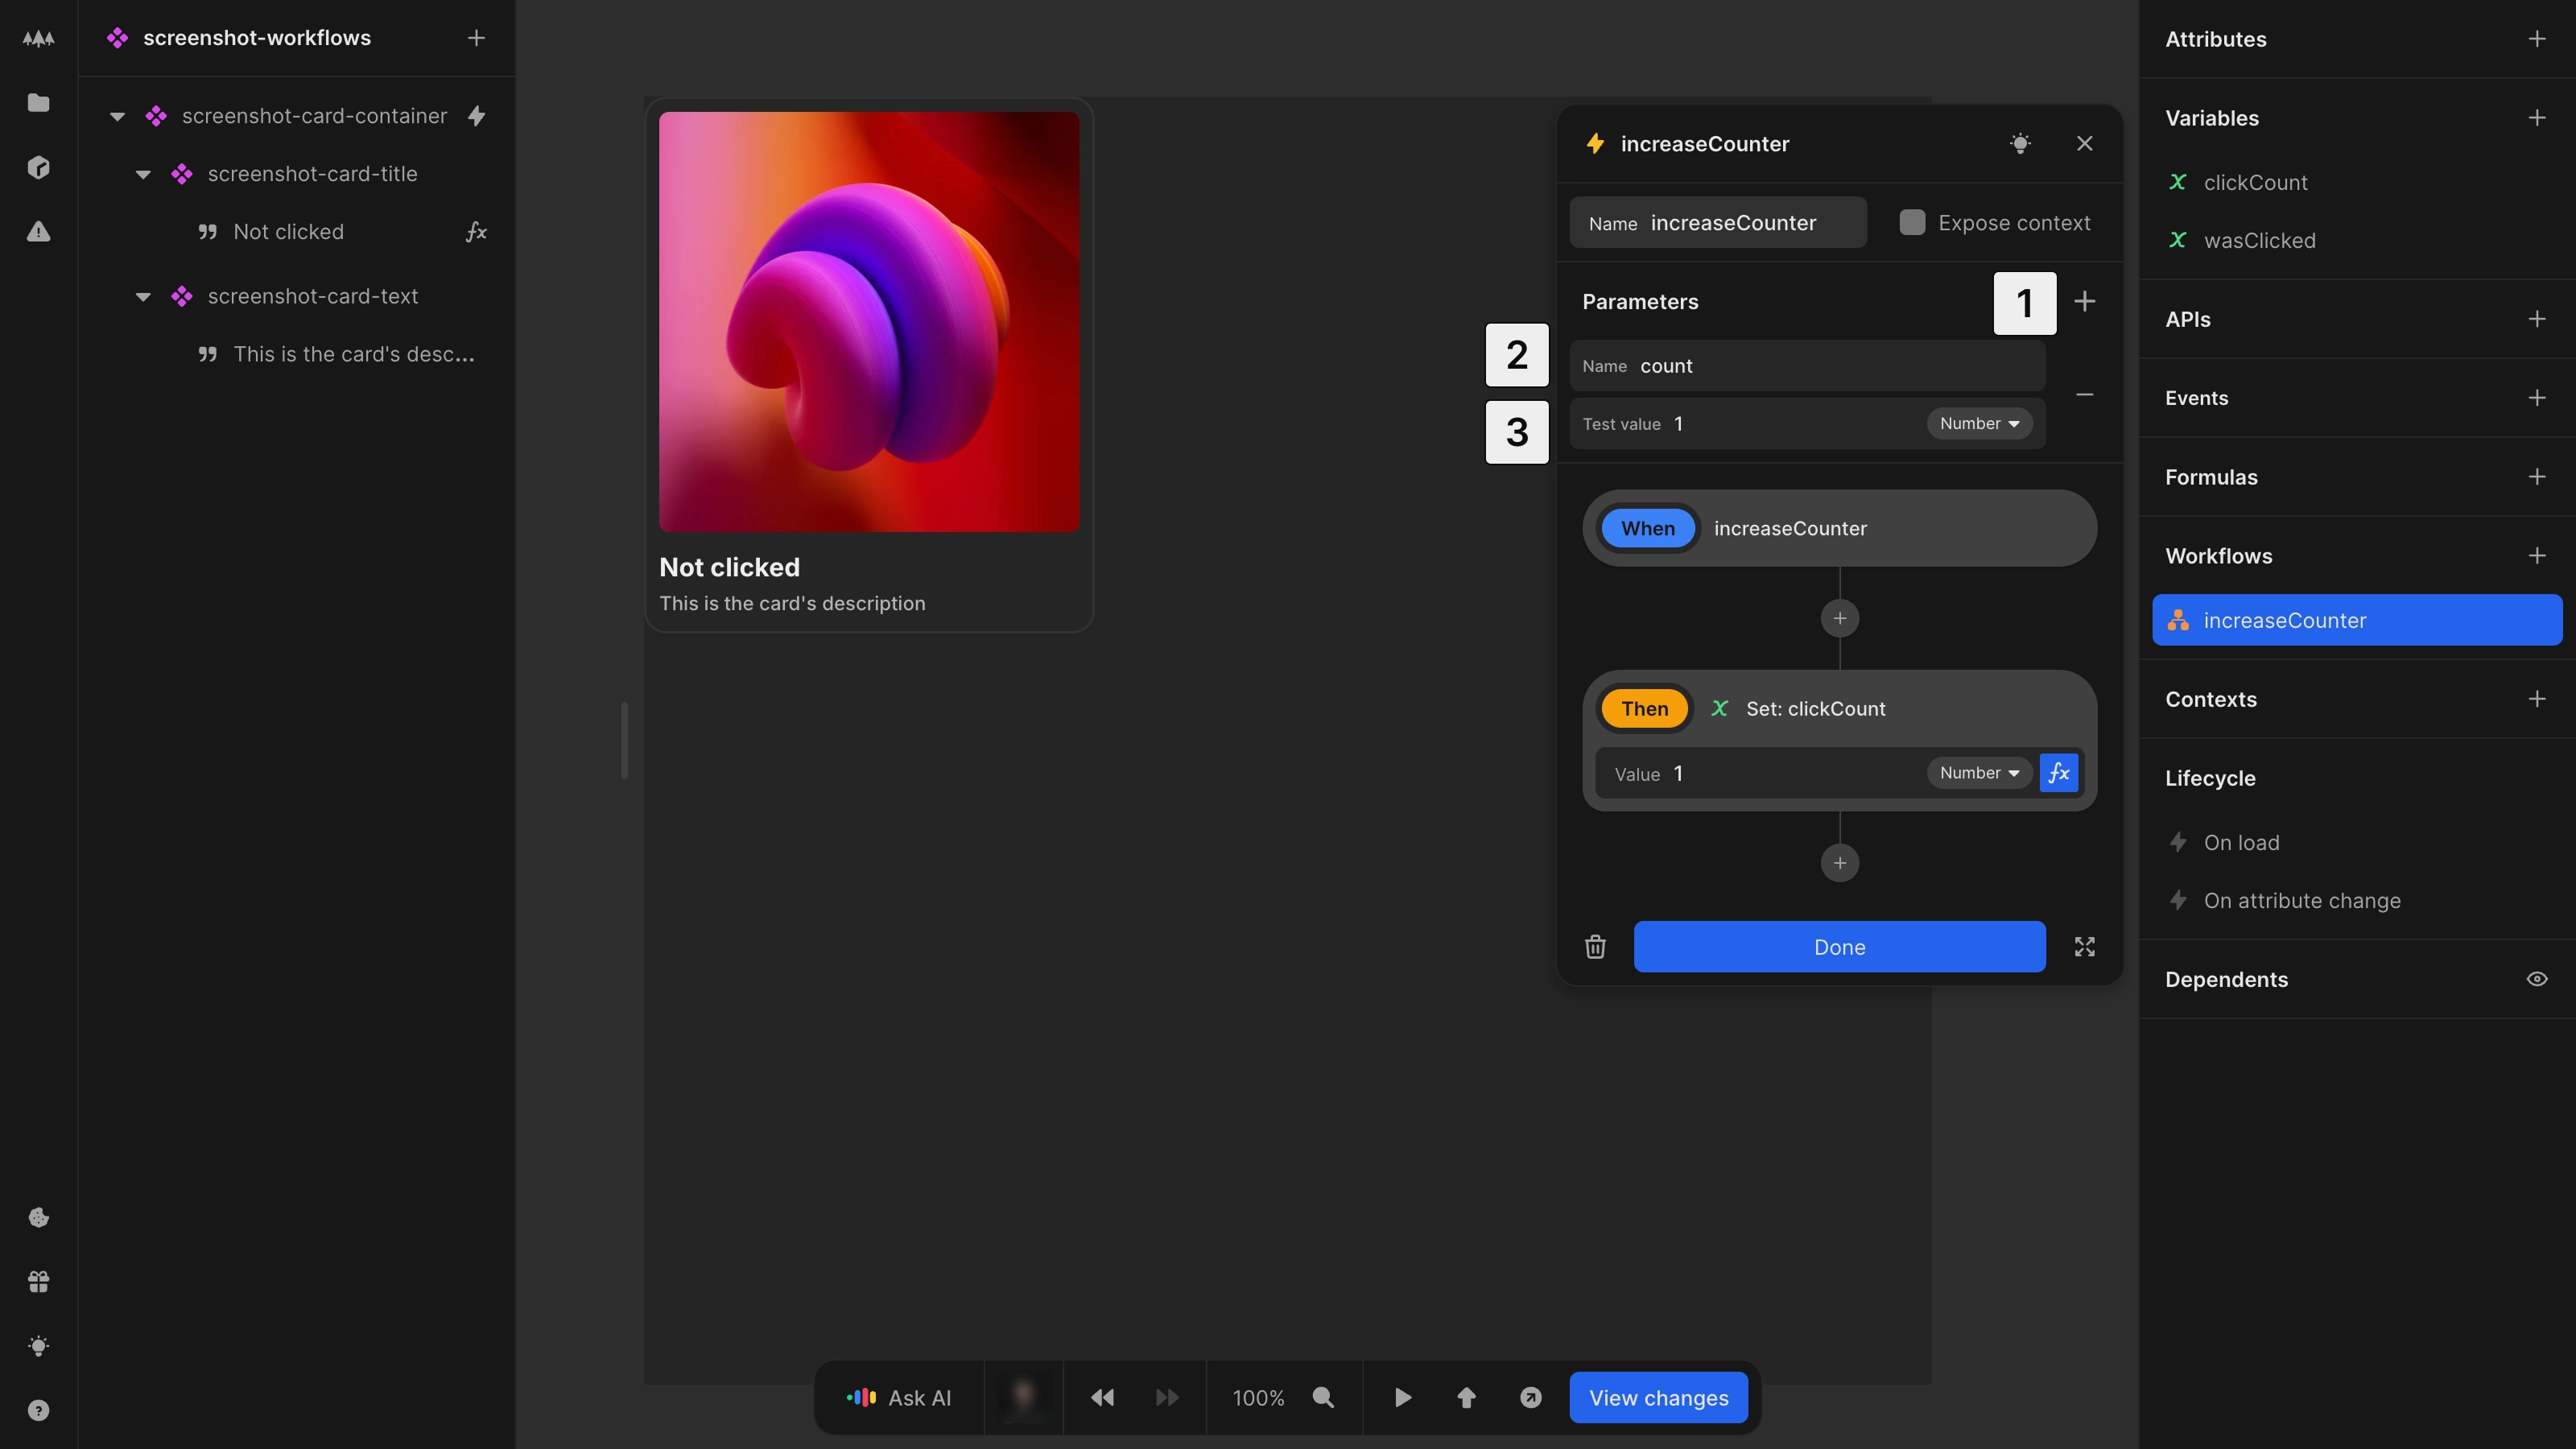 screenshot-workflows
screenshot-card-container
screenshot-card-title
Not clicked
screenshot-card-text
This is the card's desc...
Not clicked
This is the card's description
increaseCounter
Name increaseCounter
Expose context
Parameters
1
2
Name count
3
Test value 1 Number
When increaseCounter
Then Set: clickCount
Value 1 Number fx
Done
Ask AI
100%
View changes
Attributes
Variables
clickCount
wasClicked
APIs
Events
Formulas
Workflows
increaseCounter
Contexts
Lifecycle
On load
On attribute change
Dependents